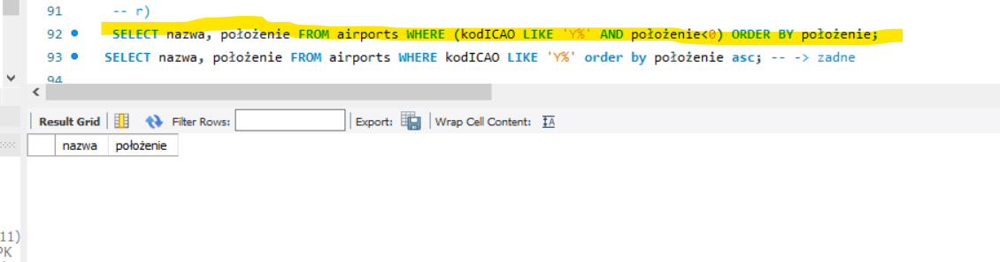 91 -- r)
92 SELECT nazwa, położenie FROM airports WHERE (kodICAO LIKE 'Y%' AND położenie<0) ORDER BY położenie;
93 SELECT nazwa, położenie FROM airports WHERE kodICAO LIKE 'Y%' order by położenie asc; -- -> zadne
94
Result Grid Filter Rows: Export: Wrap Cell Content: IA
nazwa położenie
11)
PK